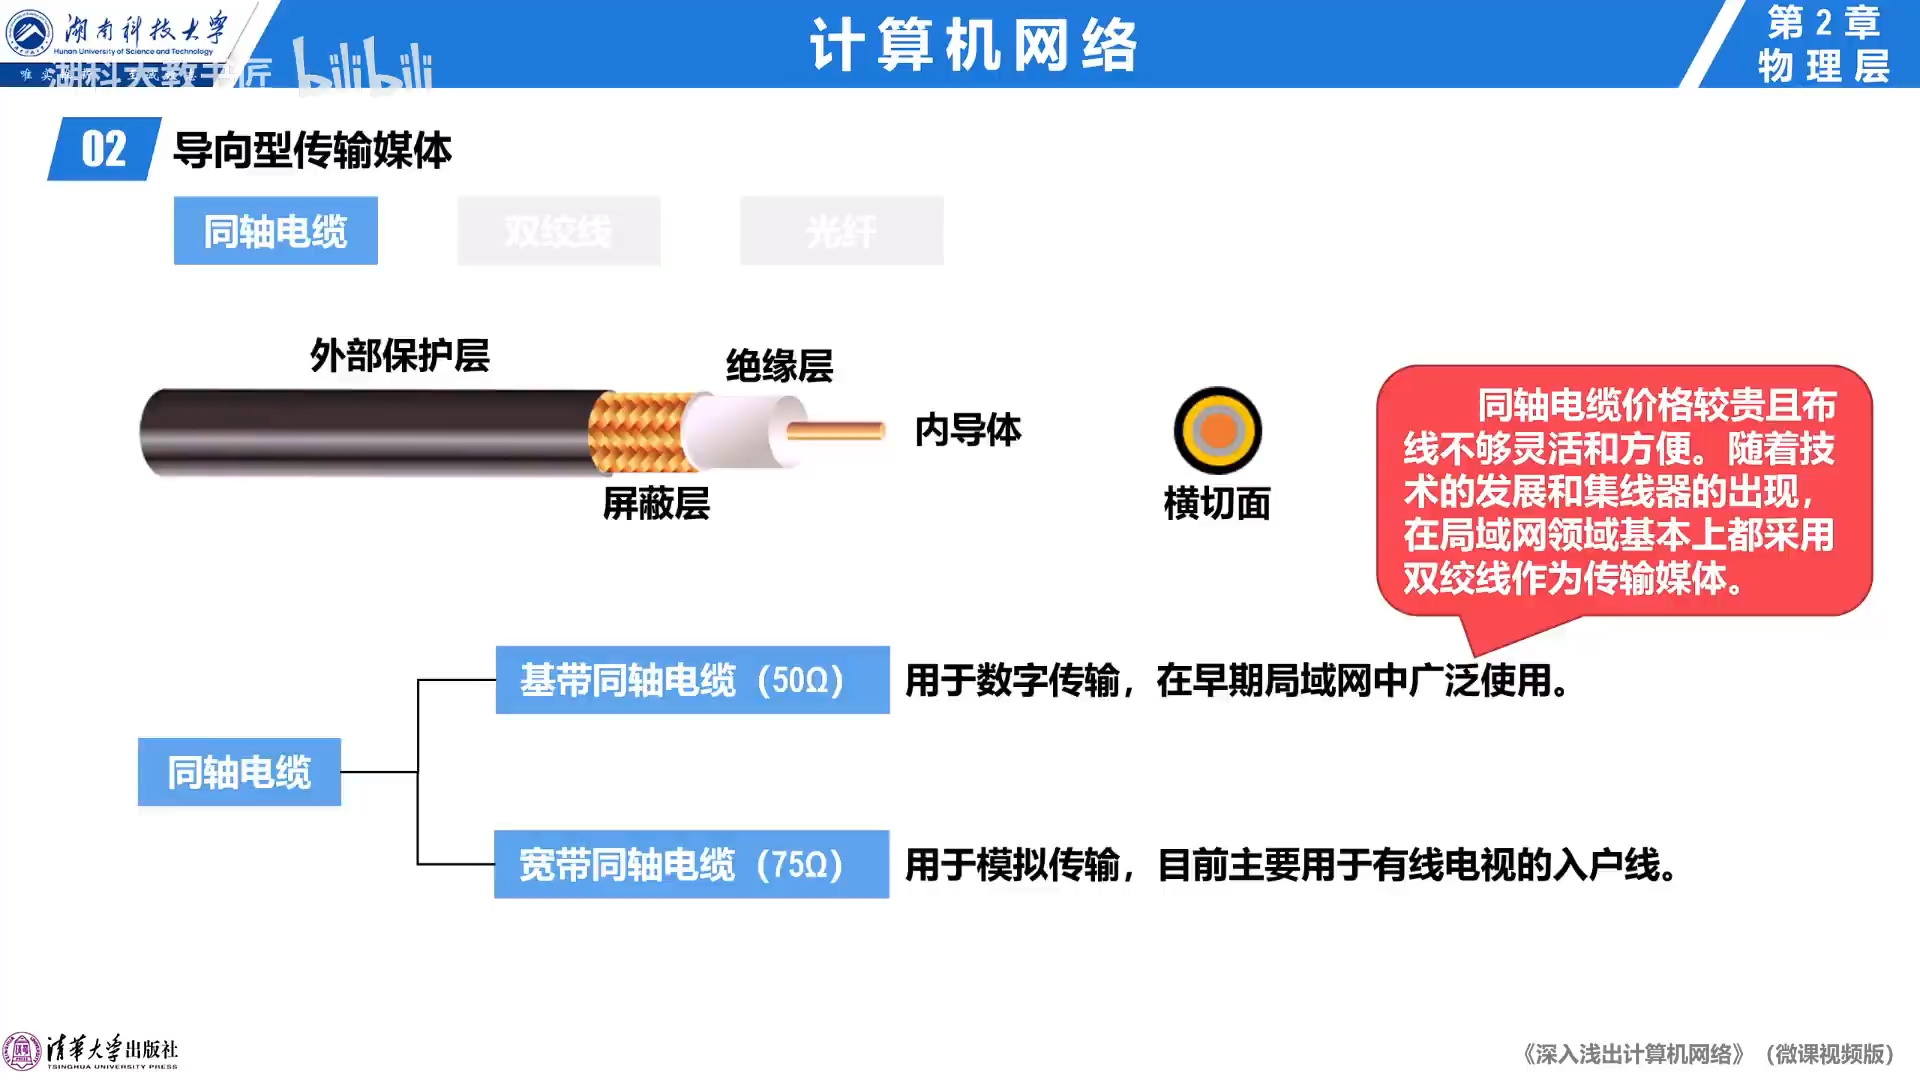 湖南科技大学
Hunan University of Science and Technology
湖科大教书匠
bilibili
计算机网络
第2章
物理层
02
导向型传输媒体
同轴电缆
双绞线
光纤
外部保护层
绝缘层
内导体
屏蔽层
横切面
同轴电缆价格较贵且布
线不够灵活和方便。随着技
术的发展和集线器的出现，
在局域网领域基本上都采用
双绞线作为传输媒体。
基带同轴电缆（50Ω）
用于数字传输，在早期局域网中广泛使用。
同轴电缆
宽带同轴电缆（75Ω）
用于模拟传输，目前主要用于有线电视的入户线。
清华大学出版社
TSINGHUA UNIVERSITY PRESS
《深入浅出计算机网络》（微课视频版）